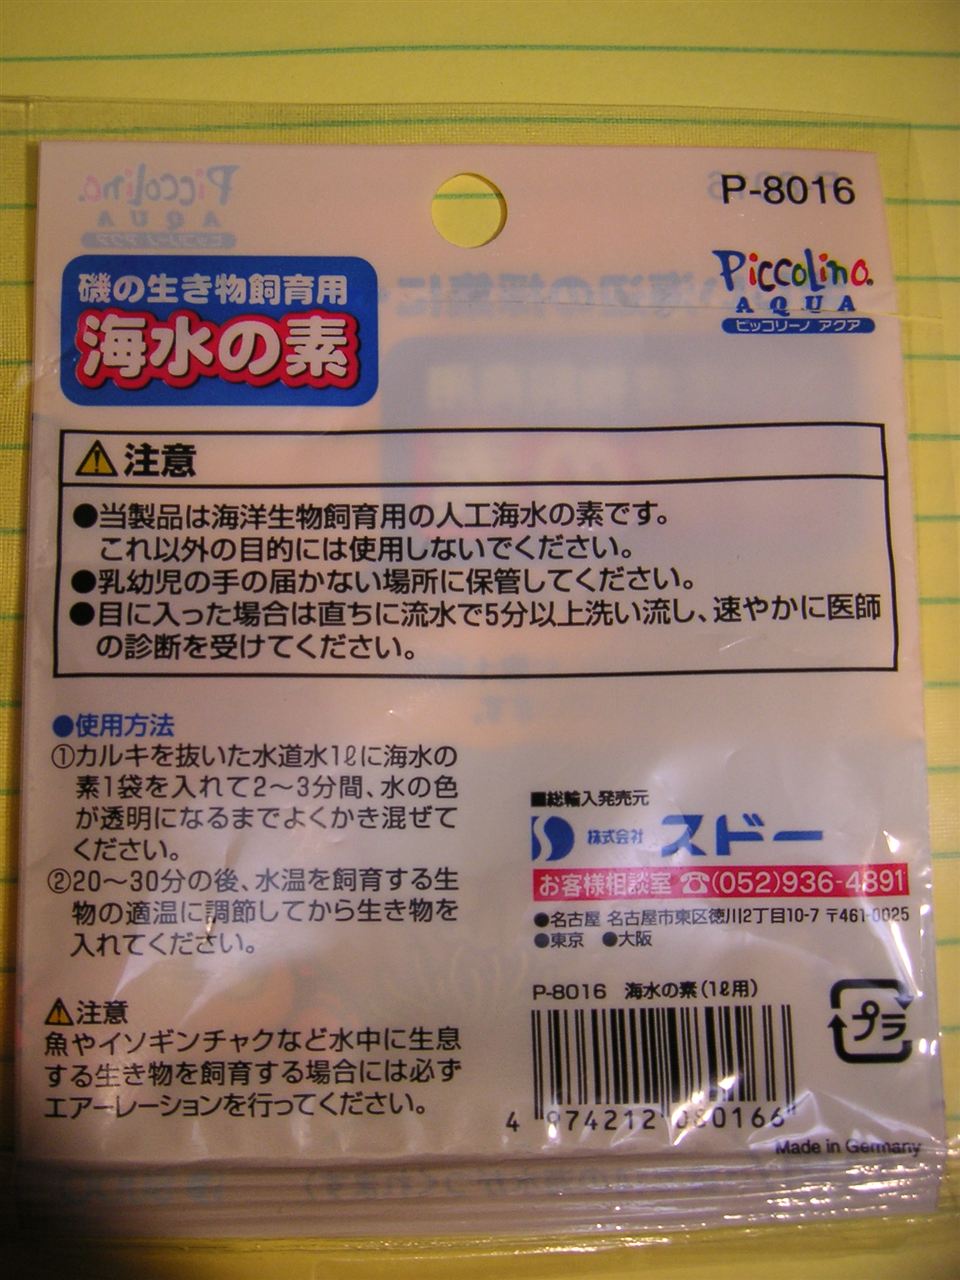 P-8016
Piccolino.
AQUA
ピッコリーノ アクア
磯の生き物飼育用
海水の素
注意
●当製品は海洋生物飼育用の人工海水の素です。
これ以外の目的には使用しないでください。
●乳幼児の手の届かない場所に保管してください。
●目に入った場合は直ちに流水で5分以上洗い流し、速やかに医師
の診断を受けてください。
●使用方法
①カルキを抜いた水道水1ℓに海水の
素1袋を入れて2～3分間、水の色
が透明になるまでよくかき混ぜて
ください。
②20～30分の後、水温を飼育する生
物の適温に調節してから生き物を
入れてください。
注意
魚やイソギンチャクなど水中に生息
する生き物を飼育する場合には必ず
エアーレーションを行ってください。
■総輸入発売元
株式会社 スドー
お客様相談室 ☎(052)936-4891
●名古屋 名古屋市東区徳川2丁目10-7 〒461-0025
●東京 ●大阪
P-8016 海水の素(1ℓ用)
プラ
4 974212 080166
Made in Germany